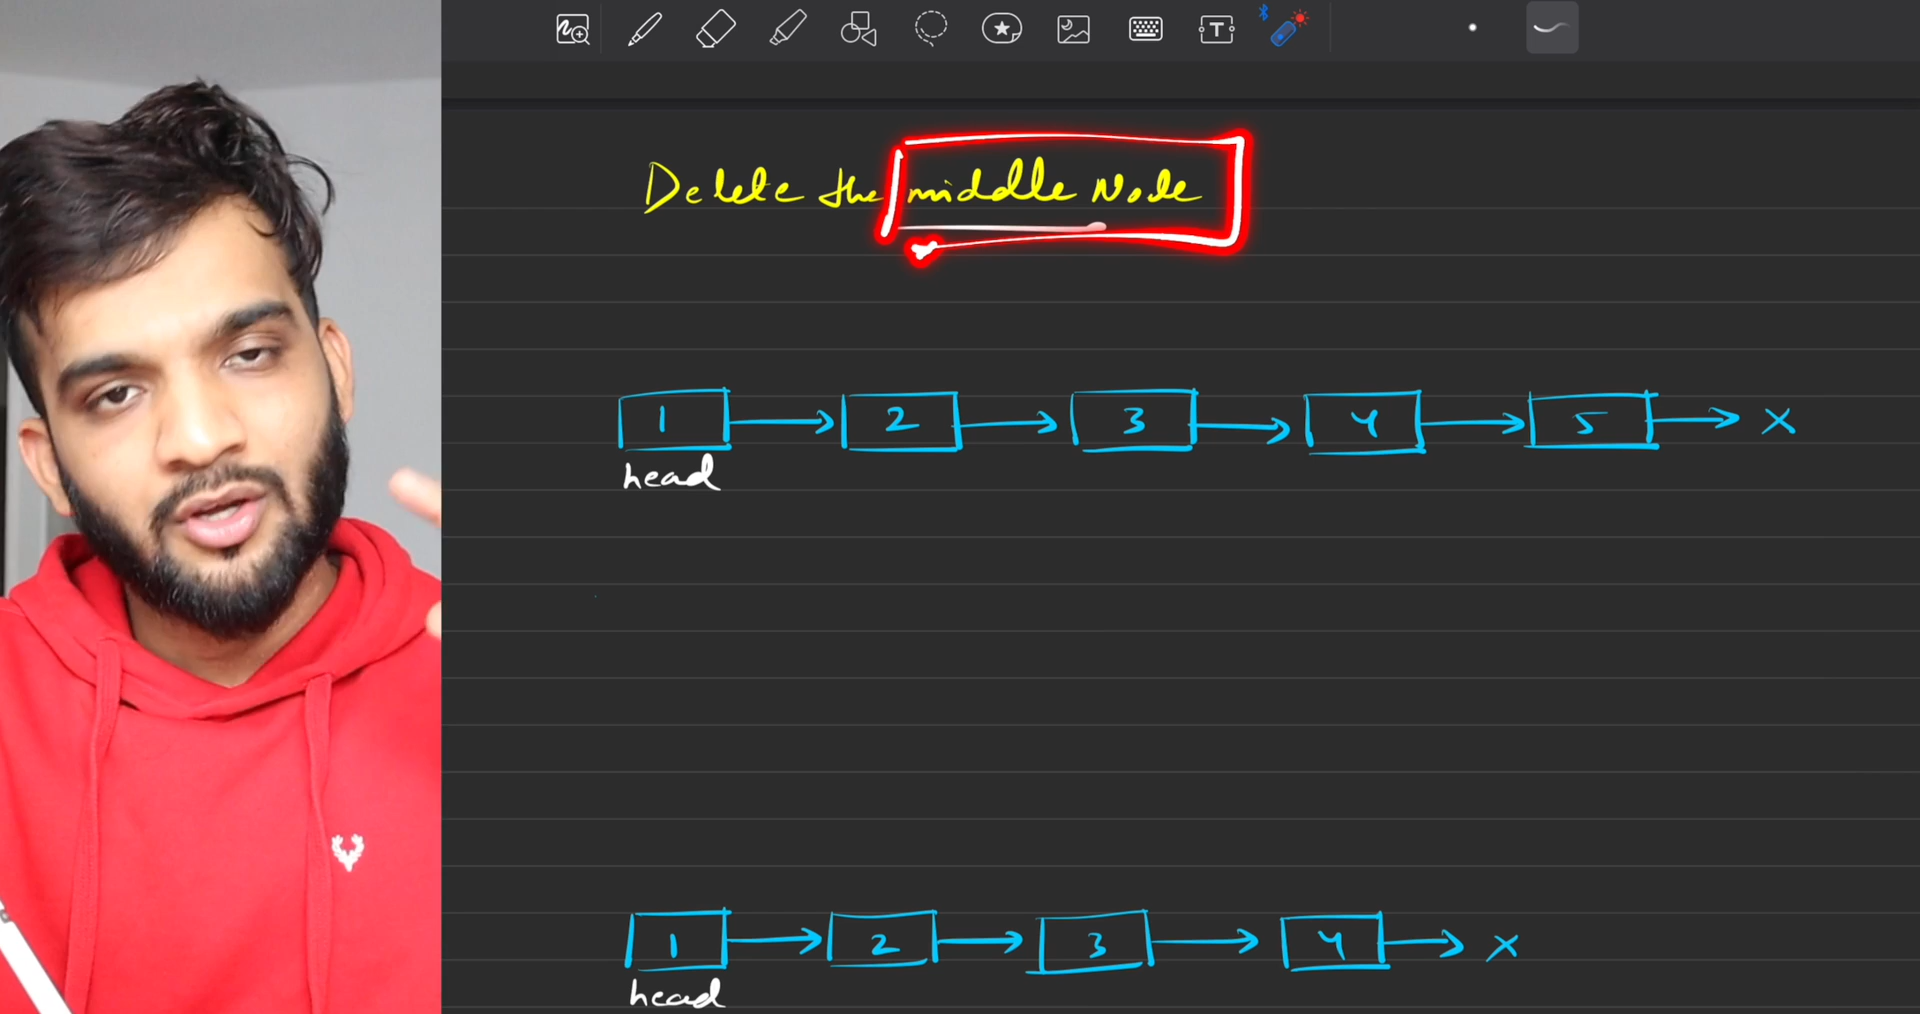 Delete the middle Node
1 → 2 → 3 → 4 → 5 → X
head
1 → 2 → 3 → 4 → X
head